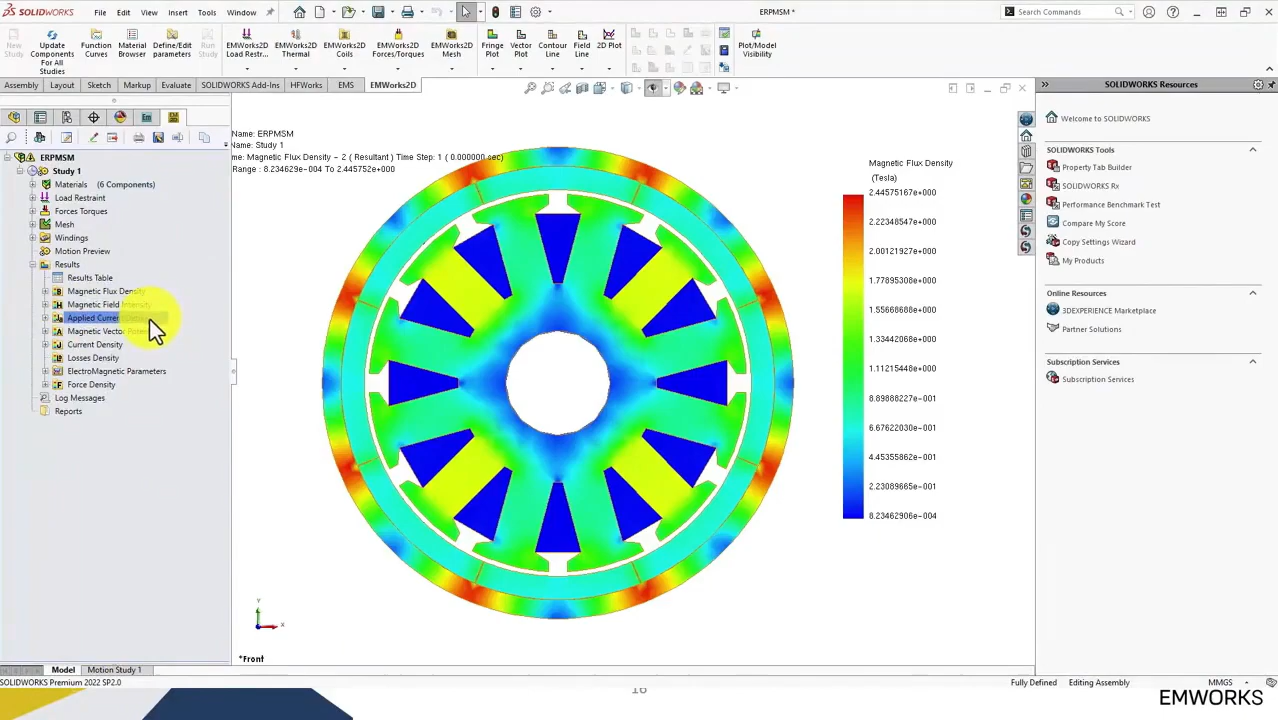 SOLIDWORKS
File
Edit
View
Insert
Tools
Window
ERPMSM *
Search Commands
New Study
Update Components For All Studies
Function Curves
Material Browser
Define/Edit parameters
Run Study
EMWorks2D Load Restr...
EMWorks2D Thermal
EMWorks2D Coils
EMWorks2D Forces/Torques
EMWorks2D Mesh
Fringe Plot
Vector Plot
Contour Line
Field Line
2D Plot
Plot/Model Visibility
Assembly
Layout
Sketch
Markup
Evaluate
SOLIDWORKS Add-Ins
HFWorks
EMS
EMWorks2D
ERPMSM
Study 1
Materials (6 Components)
Load Restraint
Forces Torques
Mesh
Windings
Motion Preview
Results
Results Table
Magnetic Flux Density
Magnetic Field Intensity
Applied Current
Magnetic Vector
Current Density
Losses Density
ElectroMagnetic Parameters
Force Density
Log Messages
Reports
Name: ERPMSM
Name: Study 1
me: Magnetic Flux Density - 2 ( Resultant ) Time Step: 1 ( 0.000000 sec)
Range : 8.234629e-004 To 2.445752e+000
Magnetic Flux Density
(Tesla)
2.44575167e+000
2.22348547e+000
2.00121927e+000
1.77895308e+000
1.55668688e+000
1.33442069e+000
1.11215449e+000
8.89888227e-001
6.67621e-001
4.45355862e-001
2.23089665e-001
8.23462906e-004
Y
X
*Front
SOLIDWORKS Resources
Welcome to SOLIDWORKS
SOLIDWORKS Tools
Property Tab Builder
SOLIDWORKS Rx
Performance Benchmark Test
Compare My Score
Copy Settings Wizard
My Products
Online Resources
3DEXPERIENCE Marketplace
Partner Solutions
Subscription Services
Subscription Services
Model
Motion Study 1
SOLIDWORKS Premium 2022 SP2.0
Fully Defined
Editing Assembly
MMGS
16
EMWORKS